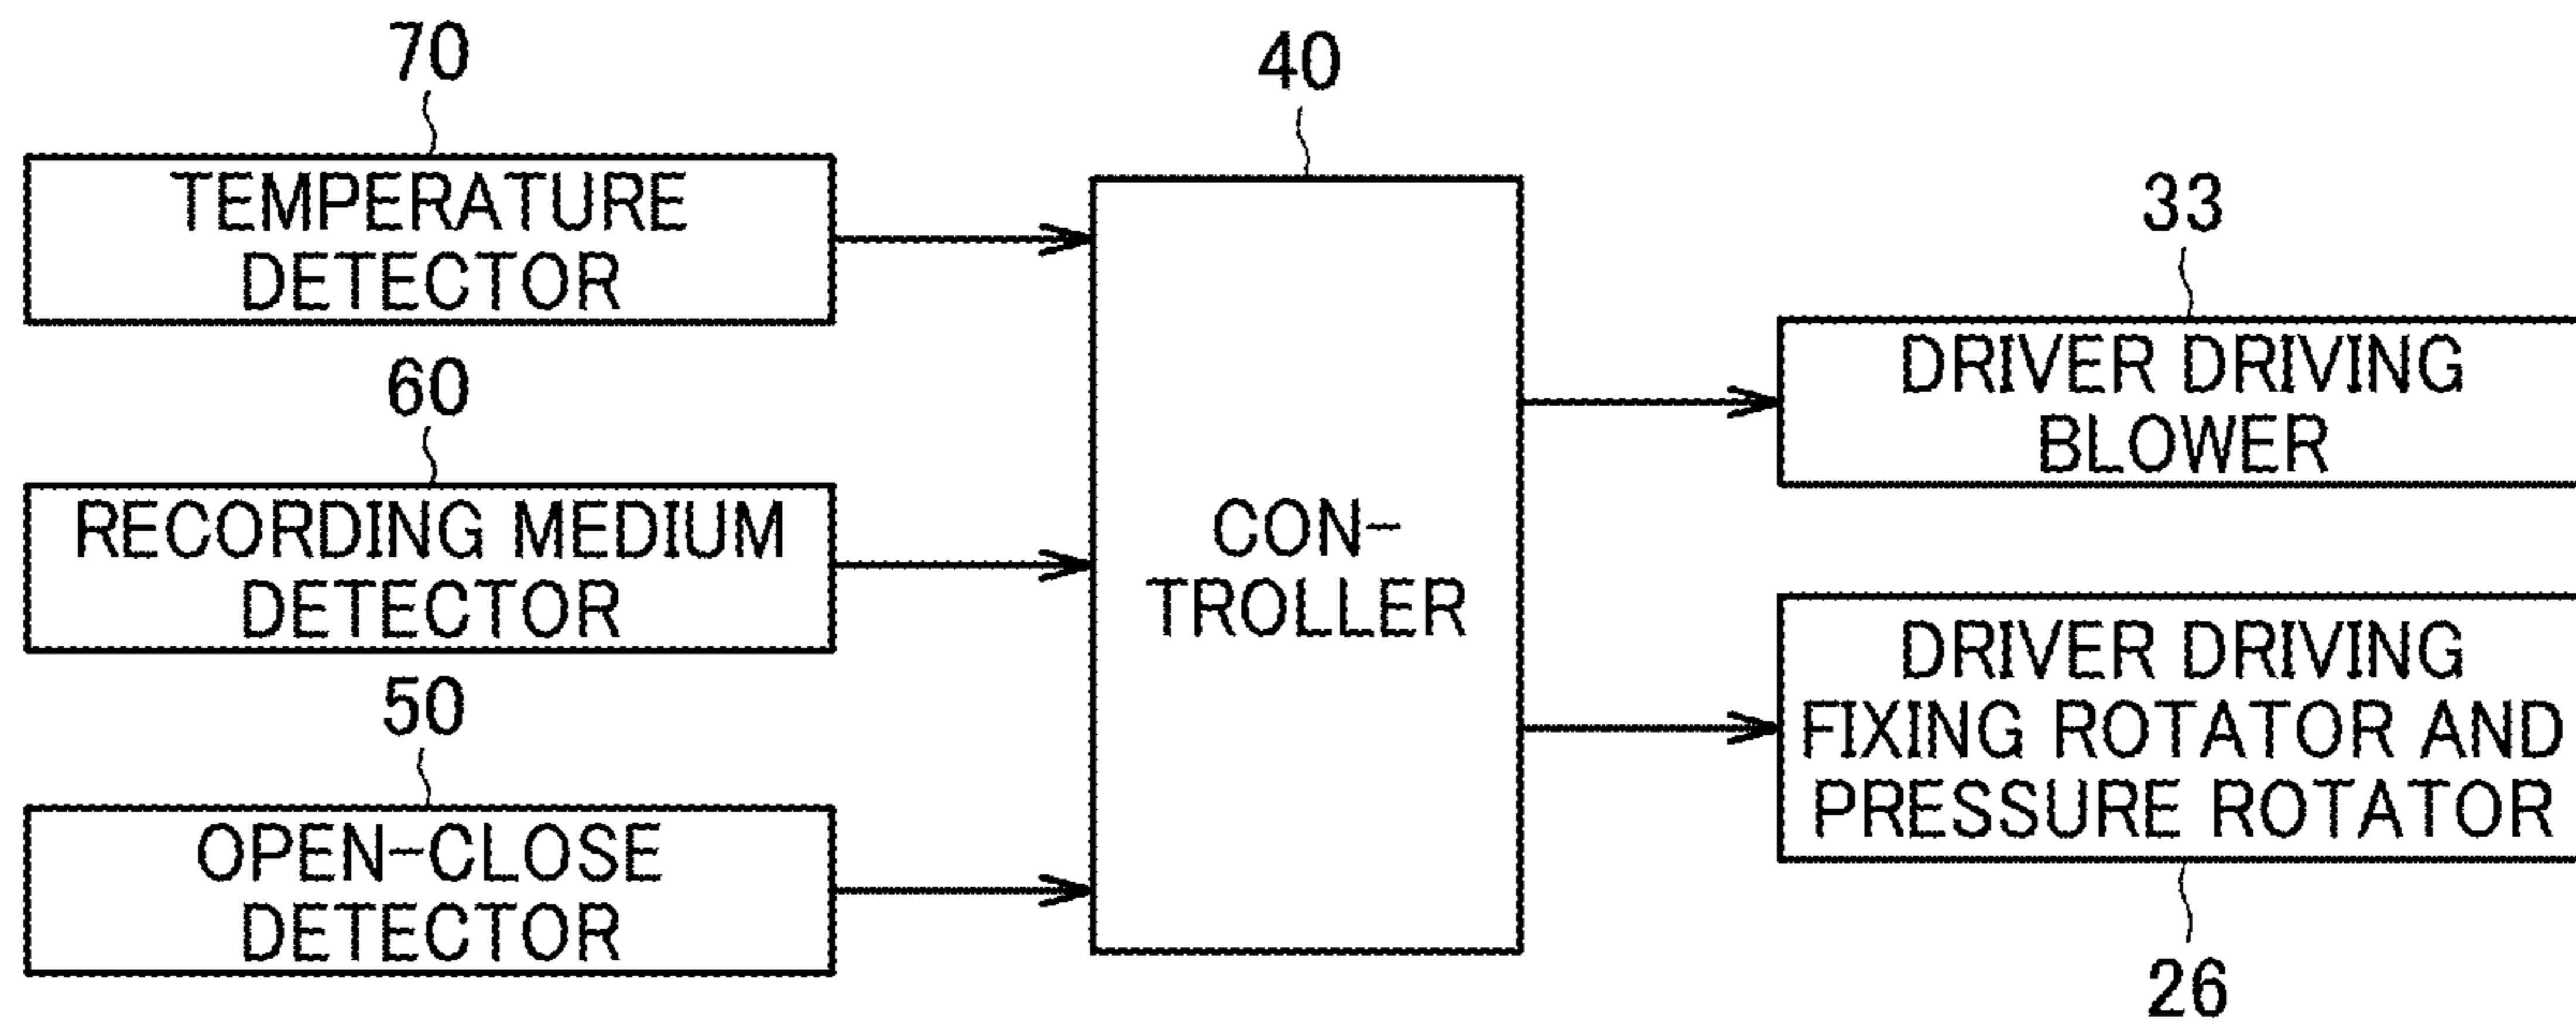 70
TEMPERATURE
DETECTOR
60
RECORDING MEDIUM
DETECTOR
50
OPEN-CLOSE
DETECTOR
40
CON-
TROLLER
33
DRIVER DRIVING
BLOWER
DRIVER DRIVING
FIXING ROTATOR AND
PRESSURE ROTATOR
26